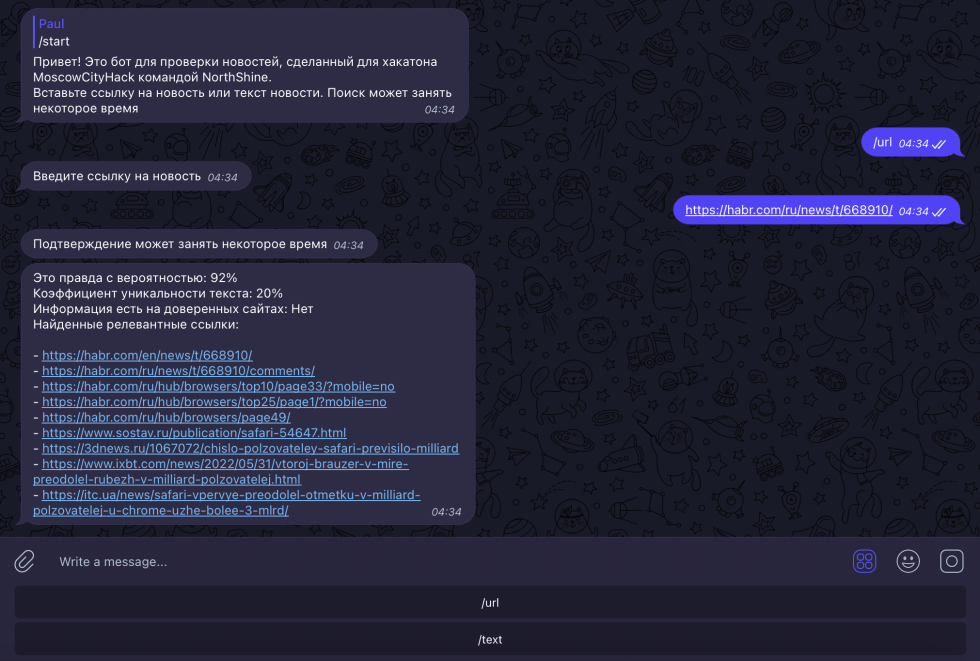 Paul
/start
Привет! Это бот для проверки новостей, сделанный для хакатона
MoscowCityHack командой NorthShine.
Вставьте ссылку на новость или текст новости. Поиск может занять
некоторое время 04:34
/url 04:34
Введите ссылку на новость 04:34
https://habr.com/ru/news/t/668910/ 04:34
Подтверждение может занять некоторое время 04:34
Это правда с вероятностью: 92%
Коэффициент уникальности текста: 20%
Информация есть на доверенных сайтах: Нет
Найденные релевантные ссылки:
- https://habr.com/en/news/t/668910/
- https://habr.com/ru/news/t/668910/comments/
- https://habr.com/ru/hub/browsers/top10/page33/?mobile=no
- https://habr.com/ru/hub/browsers/top25/page1/?mobile=no
- https://habr.com/ru/hub/browsers/page49/
- https://www.sostav.ru/publication/safari-54647.html
- https://3dnews.ru/1067072/chislo-polzovateley-safari-previsilo-milliard
- https://www.ixbt.com/news/2022/05/31/vtoroj-brauzer-v-mire-
preodolel-rubezh-v-milliard-polzovatelej.html
- https://itc.ua/news/safari-vpervye-preodolel-otmetku-v-milliard-
polzovatelej-u-chrome-uzhe-bolee-3-mlrd/ 04:34
Write a message...
/url
/text